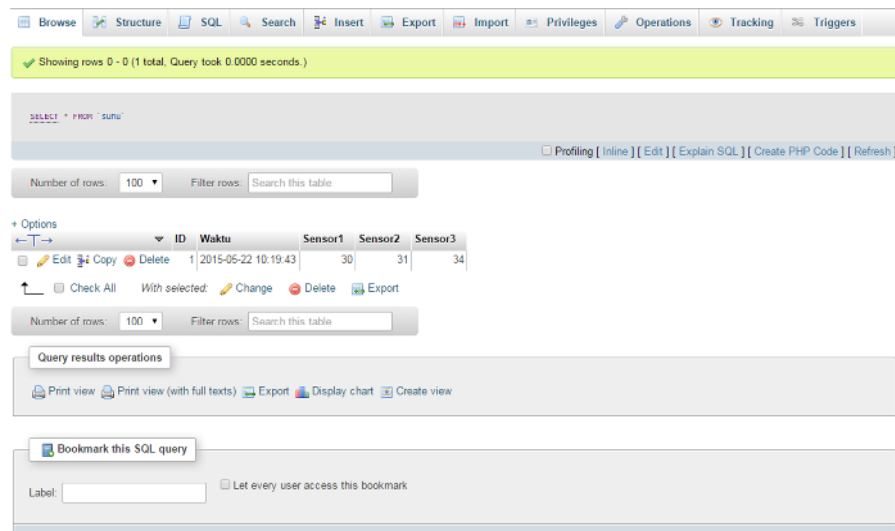 Browse Structure SQL Search Insert Export Import Privileges Operations Tracking Triggers
Showing rows 0 - 0 (1 total, Query took 0.0000 seconds.)
SELECT * FROM `suhu`
Profiling [ Inline ] [ Edit ] [ Explain SQL ] [ Create PHP Code ] [ Refresh ]
Number of rows: 100 ▼ Filter rows: Search this table
+ Options
←T→ ▼ ID Waktu Sensor1 Sensor2 Sensor3
Edit Copy Delete 1 2015-05-22 10:19:43 30 31 34
Check All With selected: Change Delete Export
Number of rows: 100 ▼ Filter rows: Search this table
Query results operations
Print view Print view (with full texts) Export Display chart Create view
Bookmark this SQL query
Label: Let every user access this bookmark